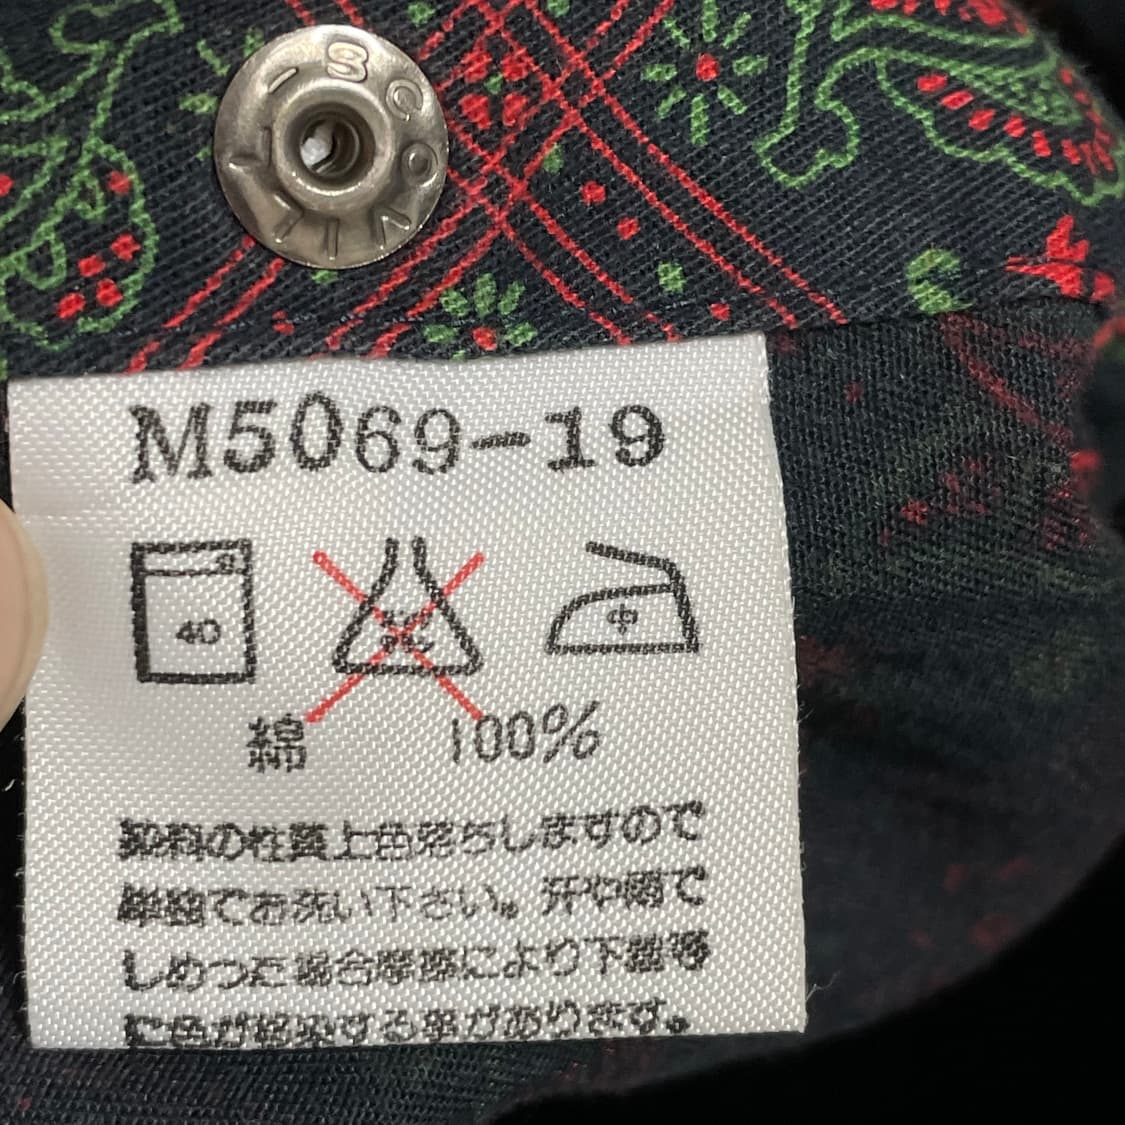 M5069-19
40
中
綿 100%
染料の性質上色落ちしますので
単独でお洗い下さい。汗や雨で
しめった場合摩擦により下着等
に色が移染する事があります。